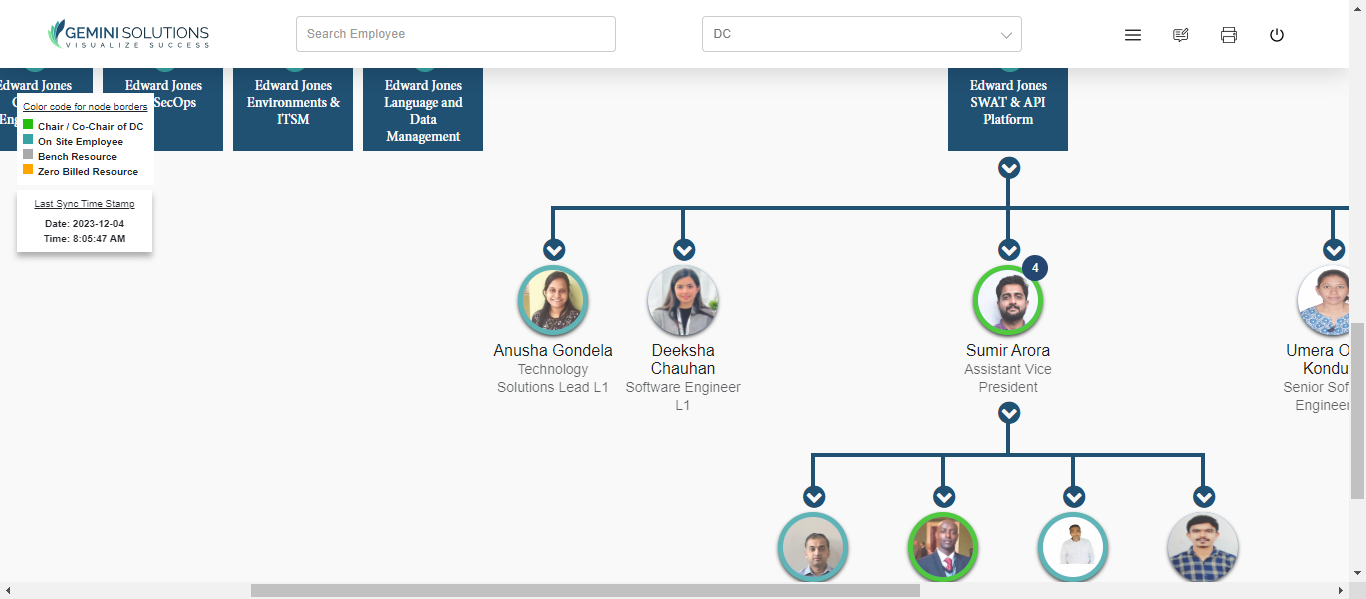 GEMINI SOLUTIONS
VISUALIZE SUCCESS
Search Employee
DC
Edward Jones
Edward Jones
SecOps
Edward Jones
Environments &
ITSM
Edward Jones
Language and
Data
Management
Edward Jones
SWAT & API
Platform
Color code for node borders
Chair / Co-Chair of DC
On Site Employee
Bench Resource
Zero Billed Resource
Last Sync Time Stamp
Date: 2023-12-04
Time: 8:05:47 AM
4
Anusha Gondela
Technology
Solutions Lead L1
Deeksha
Chauhan
Software Engineer
L1
Sumir Arora
Assistant Vice
President
Umera O
Kondu
Senior Sof
Engineer